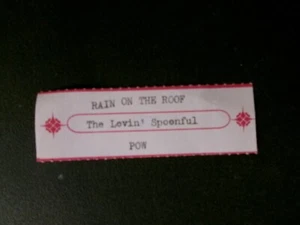 RAIN ON THE ROOF
The Lovin' Spoonful
POW